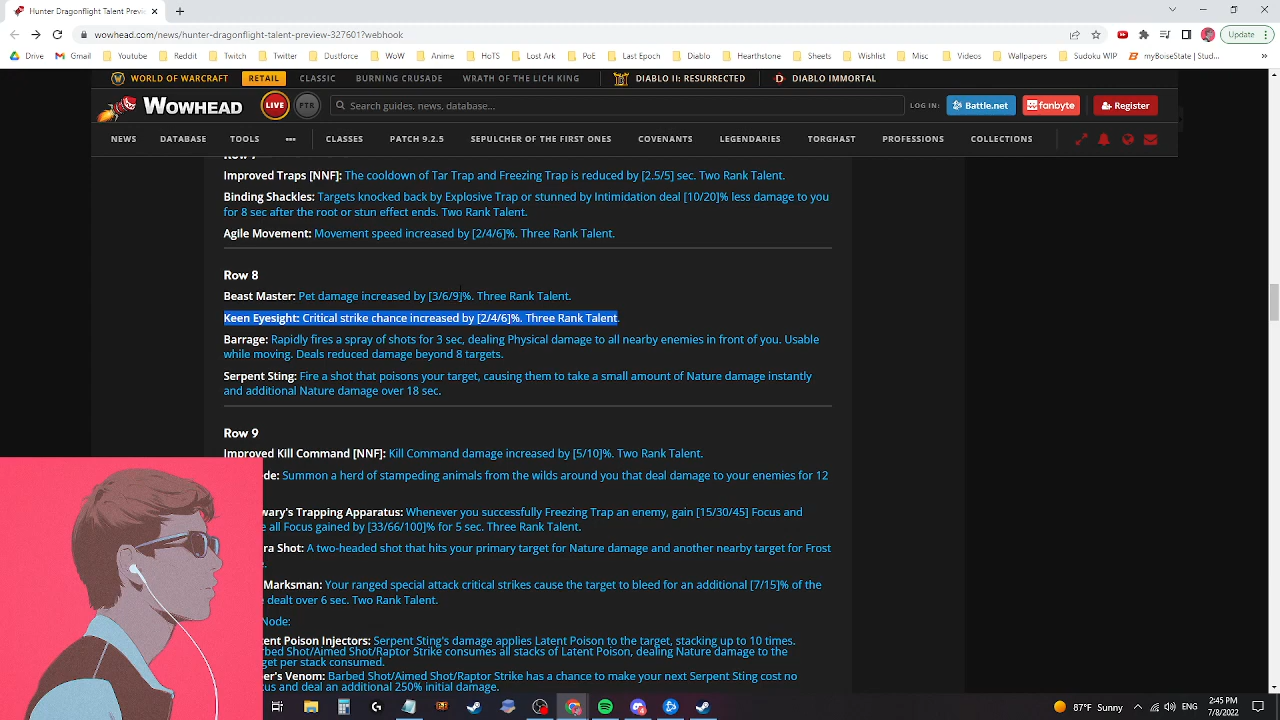 Hunter Dragonflight Talent Preview
wowhead.com/news/hunter-dragonflight-talent-preview-327601?webhook
Update
Drive Gmail Youtube Reddit Twitch Twitter Dustforce WoW Anime HoTS Lost Ark PoE Last Epoch Diablo Hearthstone Sheets Wishlist Misc Videos Wallpapers Sudoku WIP myBoiseState | Stud... »
WORLD OF WARCRAFT RETAIL CLASSIC BURNING CRUSADE WRATH OF THE LICH KING DIABLO II: RESURRECTED DIABLO IMMORTAL
WOWHEAD LIVE PTR Search guides, news, database... LOG IN: Battle.net fanbyte Register
NEWS DATABASE TOOLS ••• CLASSES PATCH 9.2.5 SEPULCHER OF THE FIRST ONES COVENANTS LEGENDARIES TORGHAST PROFESSIONS COLLECTIONS
Row 7
Improved Traps [NNF]: The cooldown of Tar Trap and Freezing Trap is reduced by [2.5/5] sec. Two Rank Talent.
Binding Shackles: Targets knocked back by Explosive Trap or stunned by Intimidation deal [10/20]% less damage to you
for 8 sec after the root or stun effect ends. Two Rank Talent.
Agile Movement: Movement speed increased by [2/4/6]%. Three Rank Talent.
Row 8
Beast Master: Pet damage increased by [3/6/9]%. Three Rank Talent.
Keen Eyesight: Critical strike chance increased by [2/4/6]%. Three Rank Talent.
Barrage: Rapidly fires a spray of shots for 3 sec, dealing Physical damage to all nearby enemies in front of you. Usable
while moving. Deals reduced damage beyond 8 targets.
Serpent Sting: Fire a shot that poisons your target, causing them to take a small amount of Nature damage instantly
and additional Nature damage over 18 sec.
Row 9
Improved Kill Command [NNF]: Kill Command damage increased by [5/10]%. Two Rank Talent.
de: Summon a herd of stampeding animals from the wilds around you that deal damage to your enemies for 12
wary's Trapping Apparatus: Whenever you successfully Freezing Trap an enemy, gain [15/30/45] Focus and
e all Focus gained by [33/66/100]% for 5 sec. Three Rank Talent.
ra Shot: A two-headed shot that hits your primary target for Nature damage and another nearby target for Frost
e.
Marksman: Your ranged special attack critical strikes cause the target to bleed for an additional [7/15]% of the
e dealt over 6 sec. Two Rank Talent.
Node:
tent Poison Injectors: Serpent Sting's damage applies Latent Poison to the target, stacking up to 10 times.
rbed Shot/Aimed Shot/Raptor Strike consumes all stacks of Latent Poison, dealing Nature damage to the
get per stack consumed.
er's Venom: Barbed Shot/Aimed Shot/Raptor Strike has a chance to make your next Serpent Sting cost no
cus and deal an additional 250% initial damage.
87°F Sunny ENG 2:45 PM
7/8/2022